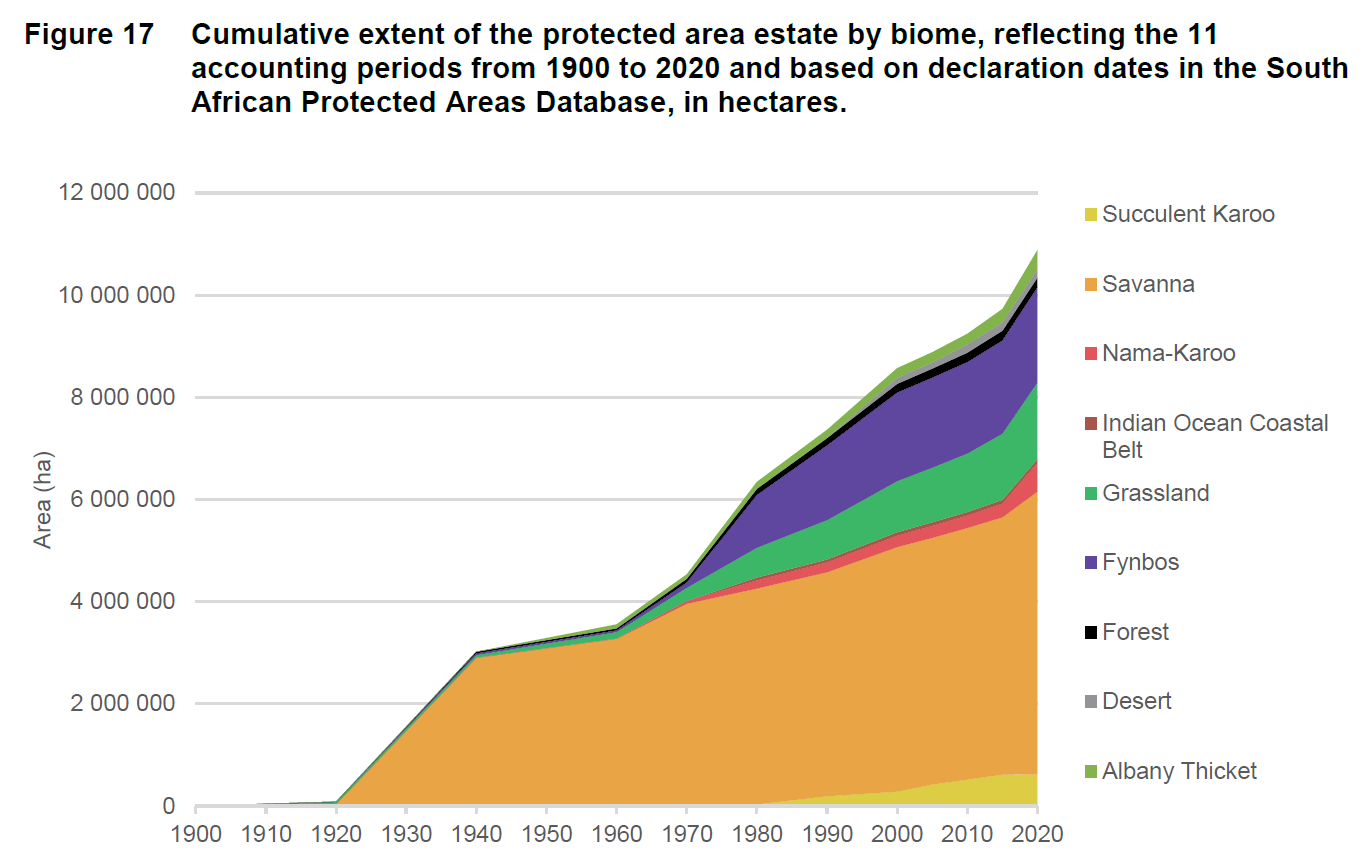 Figure 17 Cumulative extent of the protected area estate by biome, reflecting the 11
accounting periods from 1900 to 2020 and based on declaration dates in the South
African Protected Areas Database, in hectares.
12 000 000
10 000 000
8 000 000
6 000 000
4 000 000
2 000 000
0
Area (ha)
1900 1910 1920 1930 1940 1950 1960 1970 1980 1990 2000 2010 2020
Succulent Karoo
Savanna
Nama-Karoo
Indian Ocean Coastal
Belt
Grassland
Fynbos
Forest
Desert
Albany Thicket